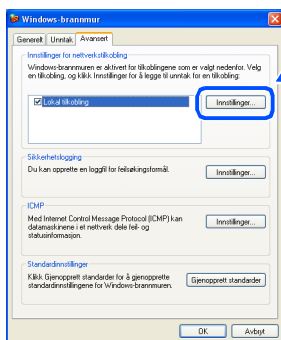 Windows-brannmur
Generelt Unntak Avansert
Innstillinger for nettverkstilkobling
Windows-brannmuren er aktivert for tilkoblingene som er valgt nedenfor. Velg
en tilkobling, og klikk Innstillinger for å legge til unntak for en tilkobling:
Lokal tilkobling
Innstillinger...
Sikkerhetslogging
Du kan opprette en loggfil for feilsøkingsformål.
Innstillinger...
ICMP
Med Internet Control Message Protocol (ICMP) kan
datamaskinene i et nettverk dele feil- og
statusinformasjon.
Innstillinger...
Standardinnstillinger
Klikk Gjenopprett standarder for å gjenopprette
standardinnstillingene for Windows-brannmuren.
Gjenopprett standarder
OK Avbryt